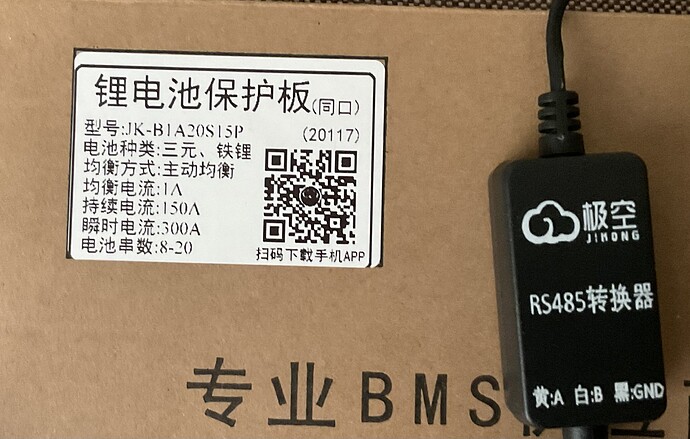 锂电池保护板(同口)
型号:JK-B1A20S15P
(20117)
电池种类:三元、铁锂
均衡方式:主动均衡
均衡电流:1A
持续电流:150A
瞬时电流:300A
电池串数:8-20
扫码下载手机APP
极空
JIKONG
RS485转换器
黄:A 白:B 黑:GND
专业BMS